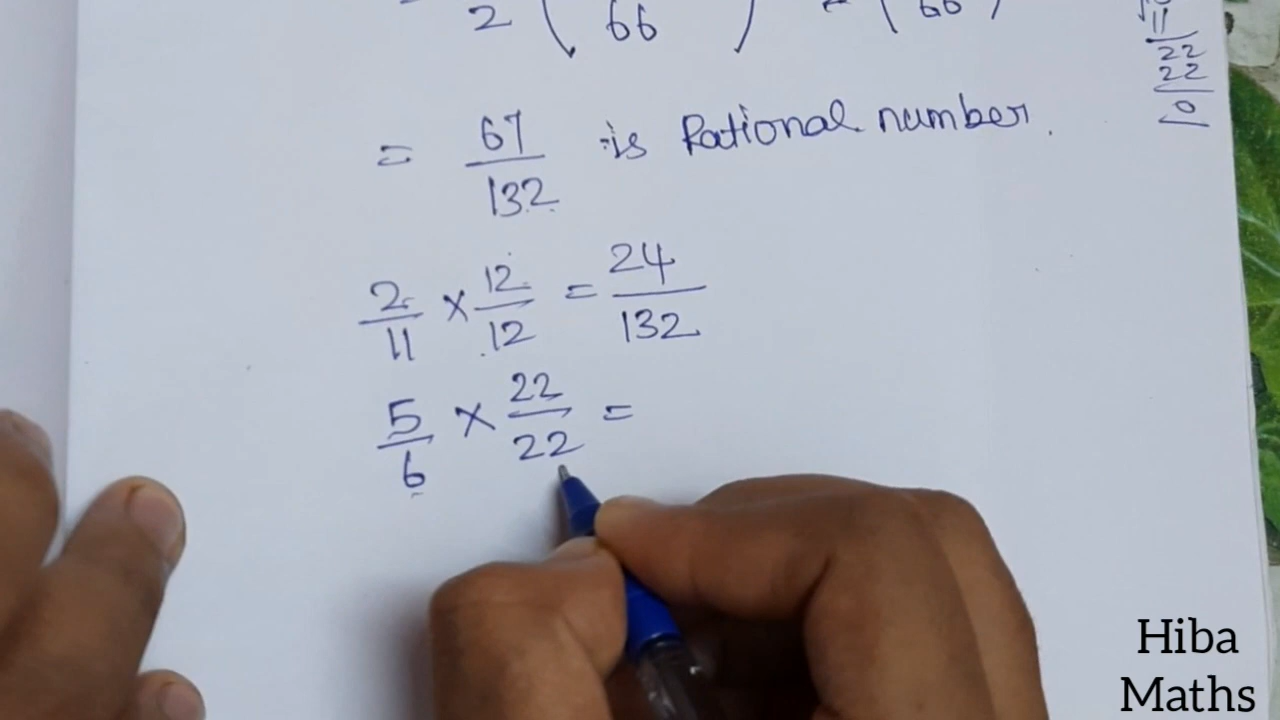 2 ( 66 ) = ( 66 )
11
22
22
0
= 67/132 is Rational number.
2/11 × 12/12 = 24/132
5/6 × 22/22 =
Hiba
Maths